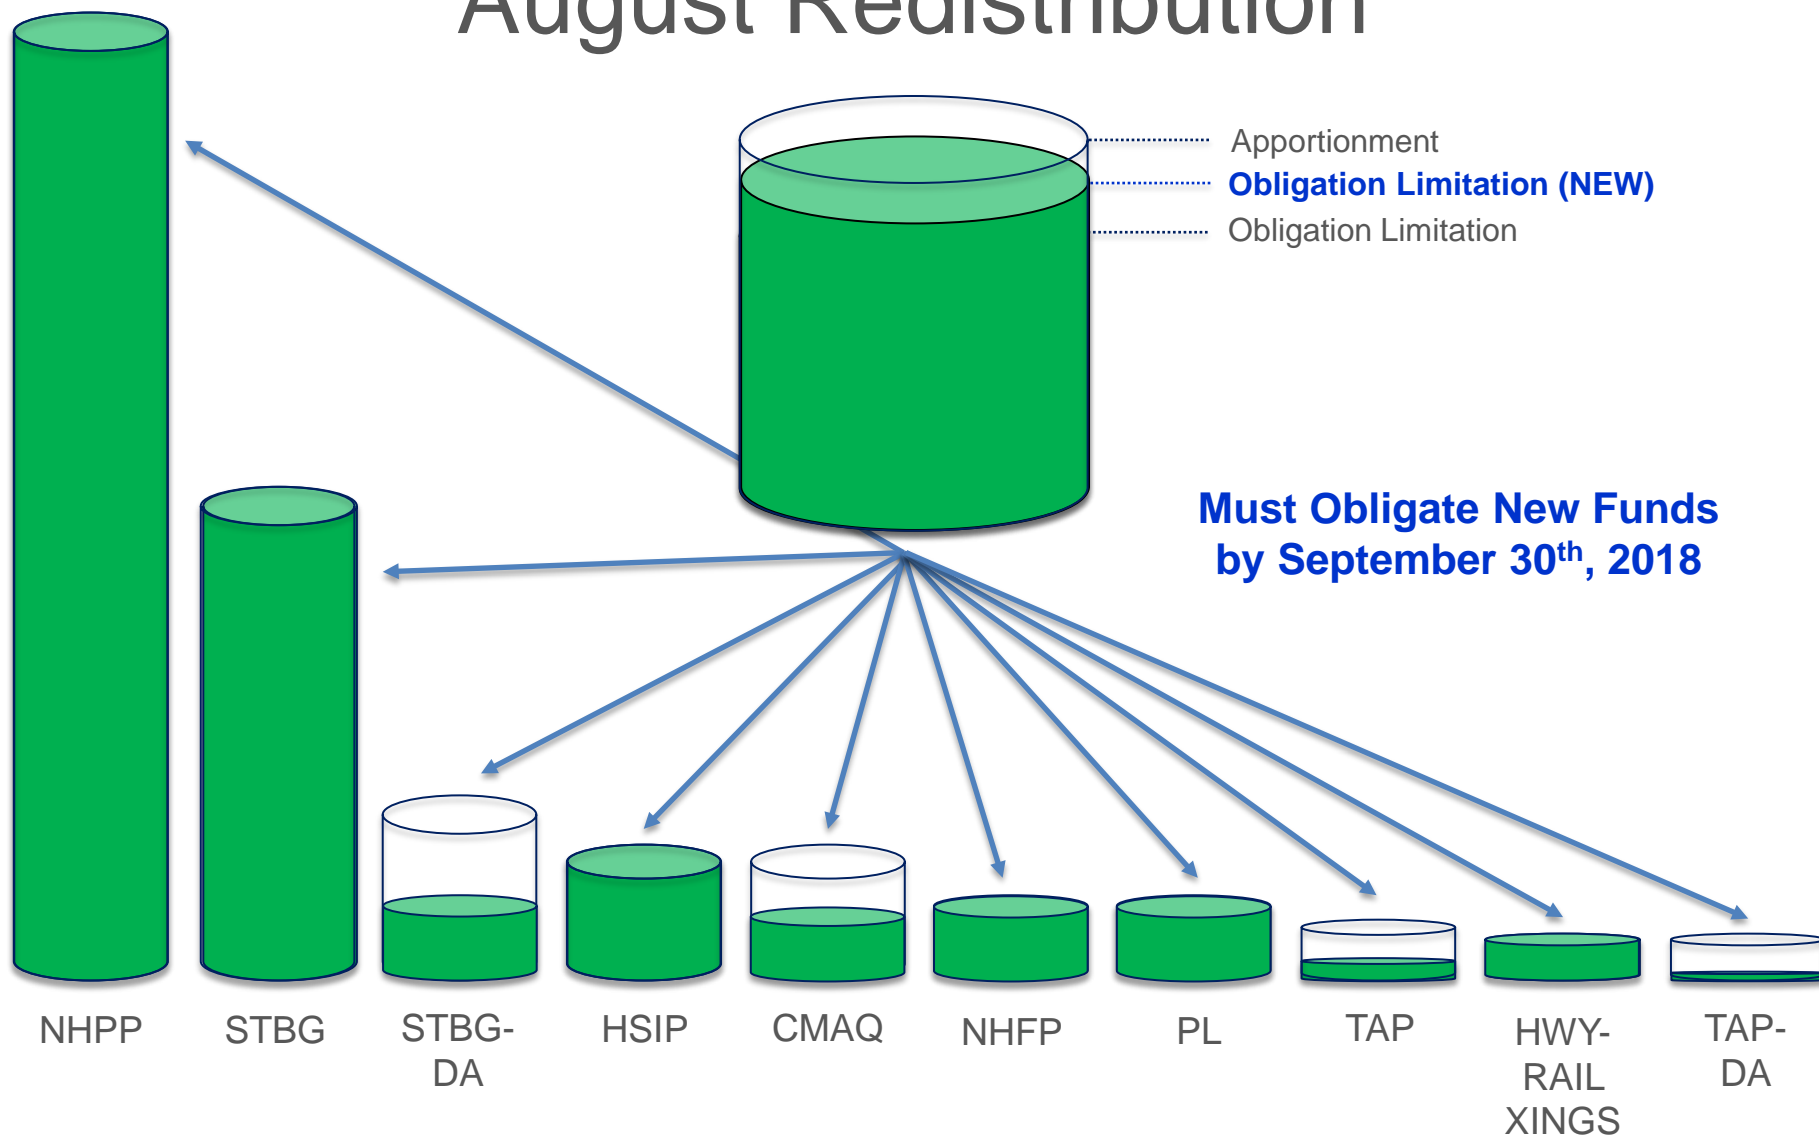 August Redistribution
Apportionment
Obligation Limitation (NEW)
Obligation Limitation
Must Obligate New Funds
by September 30th, 2018
NHPP
STBG
STBG-
DA
HSIP
CMAQ
NHFP
PL
TAP
HWY-
RAIL
XINGS
TAP-
DA